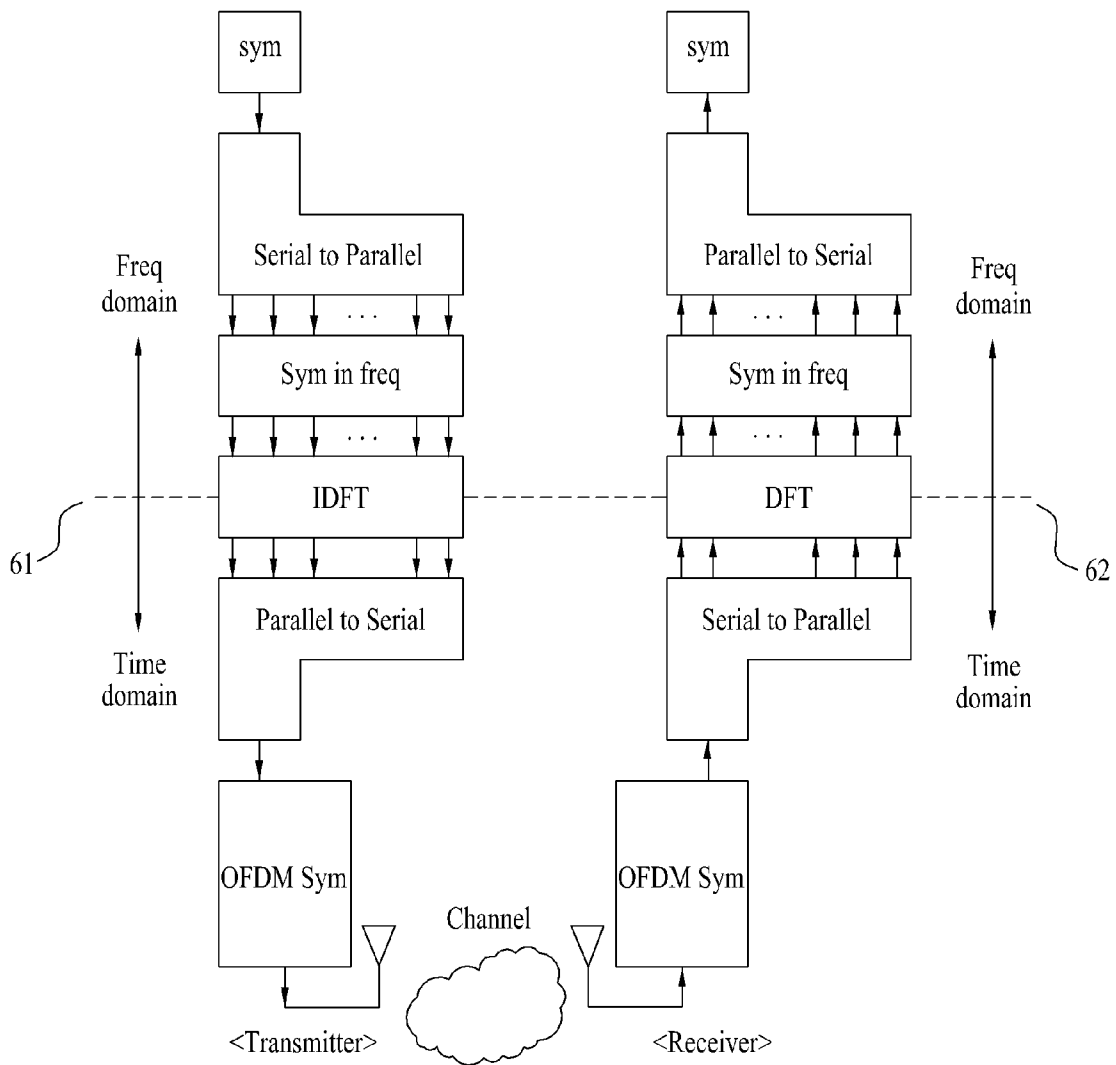 sym
sym
Serial to Parallel
Parallel to Serial
Freq
domain
Freq
domain
. . .
. . .
Sym in freq
Sym in freq
. . .
. . .
IDFT
DFT
61
62
Parallel to Serial
Serial to Parallel
Time
domain
Time
domain
OFDM Sym
OFDM Sym
Channel
<Transmitter>
<Receiver>